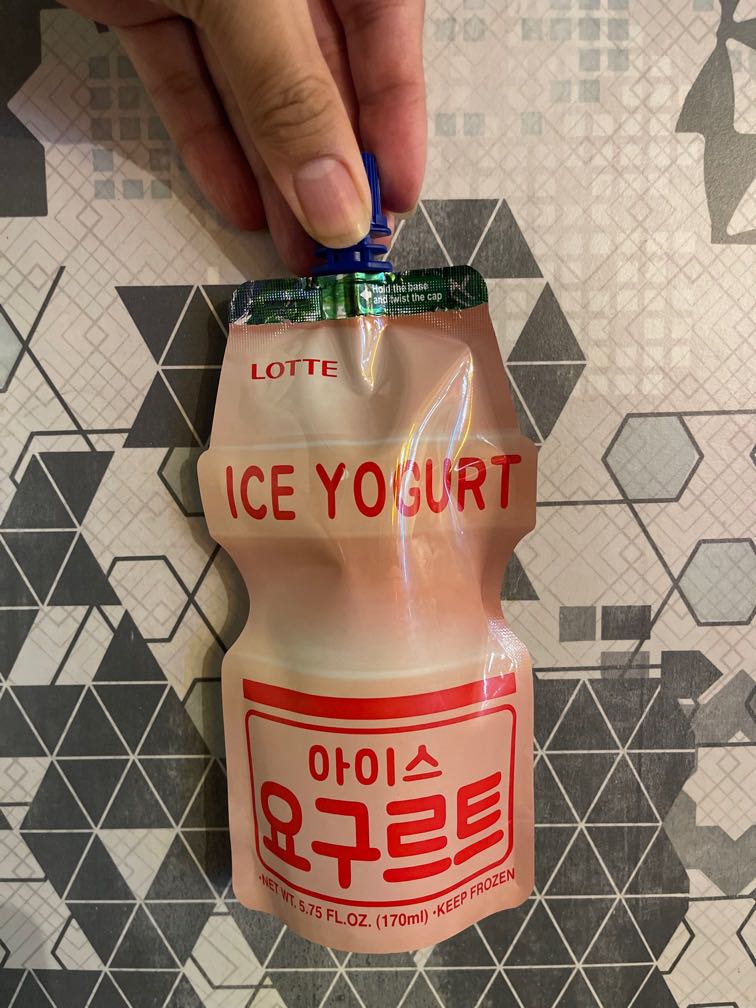 Hold the base
and twist the cap
LOTTE
ICE YOGURT
아이스
요구르트
•NET WT. 5.75 FL.OZ. (170ml) •KEEP FROZEN